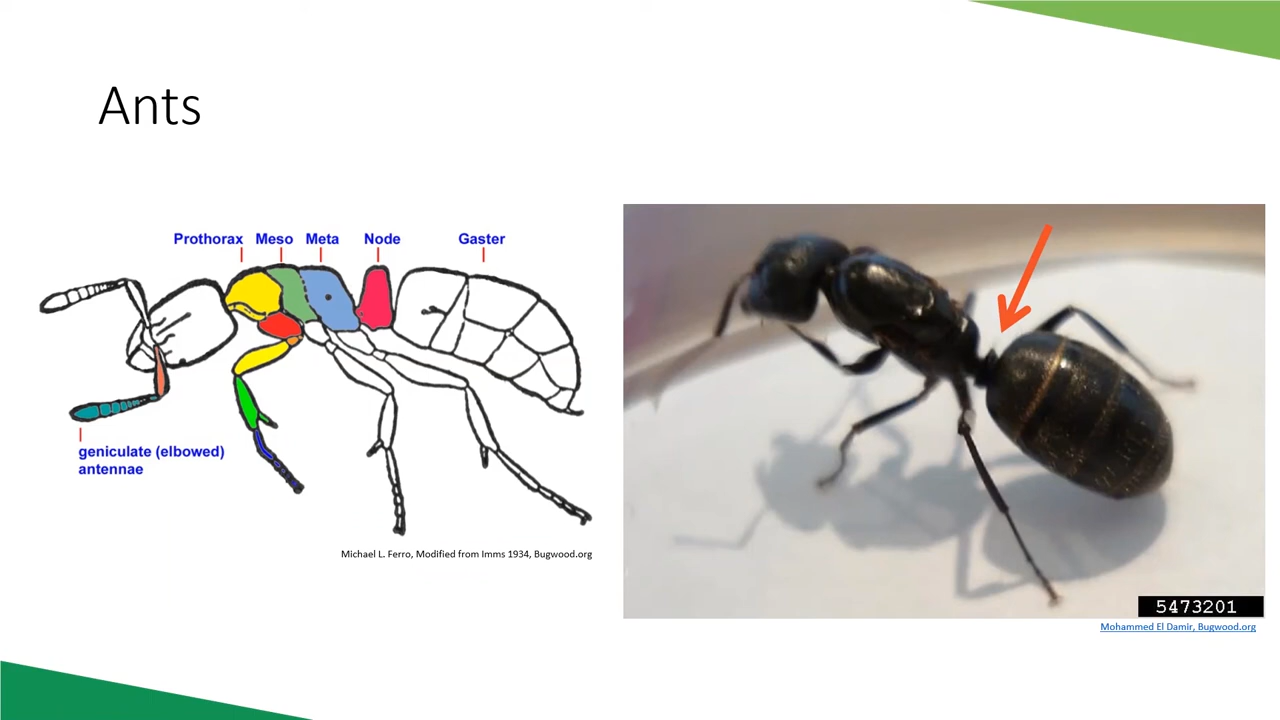 Ants
Prothorax Meso Meta Node Gaster
geniculate (elbowed)
antennae
Michael L. Ferro, Modified from Imms 1934, Bugwood.org
5473201
Mohammed El Damir, Bugwood.org